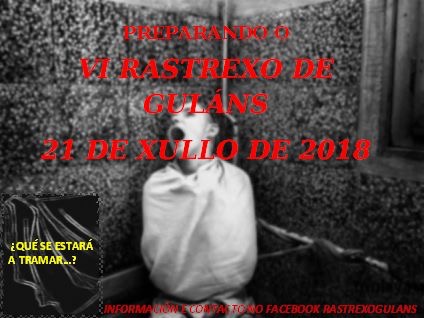 PREPARANDO O
VI RASTREXO DE
GULÁNS
21 DE XULLO DE 2018
¿QUÉ SE ESTARÁ
A TRAMAR...?
INFORMACIÓN E CONTACTO NO FACEBOOK RASTREXOGULANS